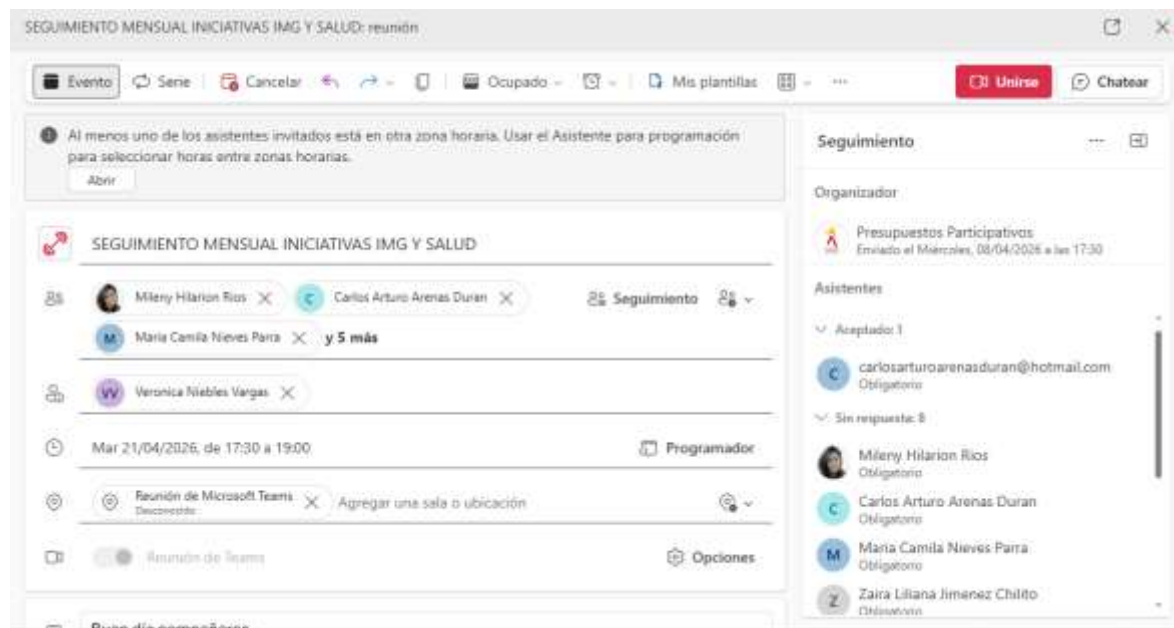 SEGUIMIENTO MENSUAL INICIATIVAS IMG Y SALUD: reunión
Evento Serie Cancelar Ocupado Mis plantillas ... Unirse Chatear
Al menos uno de los asistentes invitados está en otra zona horaria. Usar el Asistente para programación
para seleccionar horas entre zonas horarias.
Abrir
SEGUIMIENTO MENSUAL INICIATIVAS IMG Y SALUD
Mileny Hilarion Rios C Carlos Arturo Arenas Duran Seguimiento
M Maria Camila Nieves Parra y 5 más
VV Veronica Niebles Vargas
Mar 21/04/2026, de 17:30 a 19:00 Programador
Reunión de Microsoft Teams Agregar una sala o ubicación
Desconocido
Reunión de Teams Opciones
Buen día compañeros
Seguimiento ...
Organizador
Presupuestos Participativos
Enviado el Miércoles, 08/04/2026 a las 17:30
Asistentes
Aceptado: 1
C carlosarturoarenasduran@hotmail.com
Obligatorio
Sin respuesta: 8
Mileny Hilarion Rios
Obligatorio
C Carlos Arturo Arenas Duran
Obligatorio
M Maria Camila Nieves Parra
Obligatorio
Z Zaira Liliana Jimenez Chilito
Obligatorio